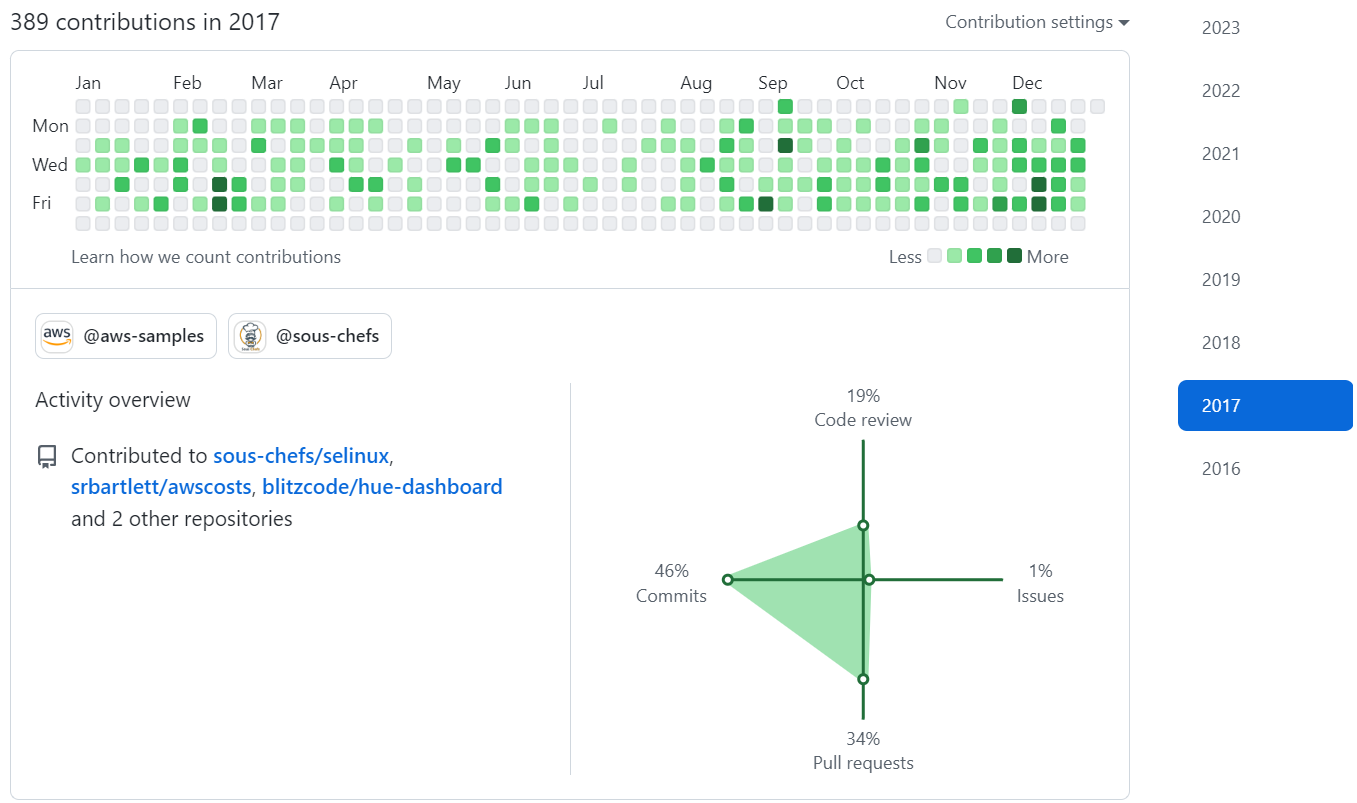 389 contributions in 2017
Contribution settings
Jan Feb Mar Apr May Jun Jul Aug Sep Oct Nov Dec
Mon
Wed
Fri
Learn how we count contributions
Less More
aws @aws-samples @sous-chefs
Activity overview
Contributed to sous-chefs/selinux,
srbartlett/awscosts, blitzcode/hue-dashboard
and 2 other repositories
19%
Code review
46%
Commits
1%
Issues
34%
Pull requests
2023
2022
2021
2020
2019
2018
2017
2016